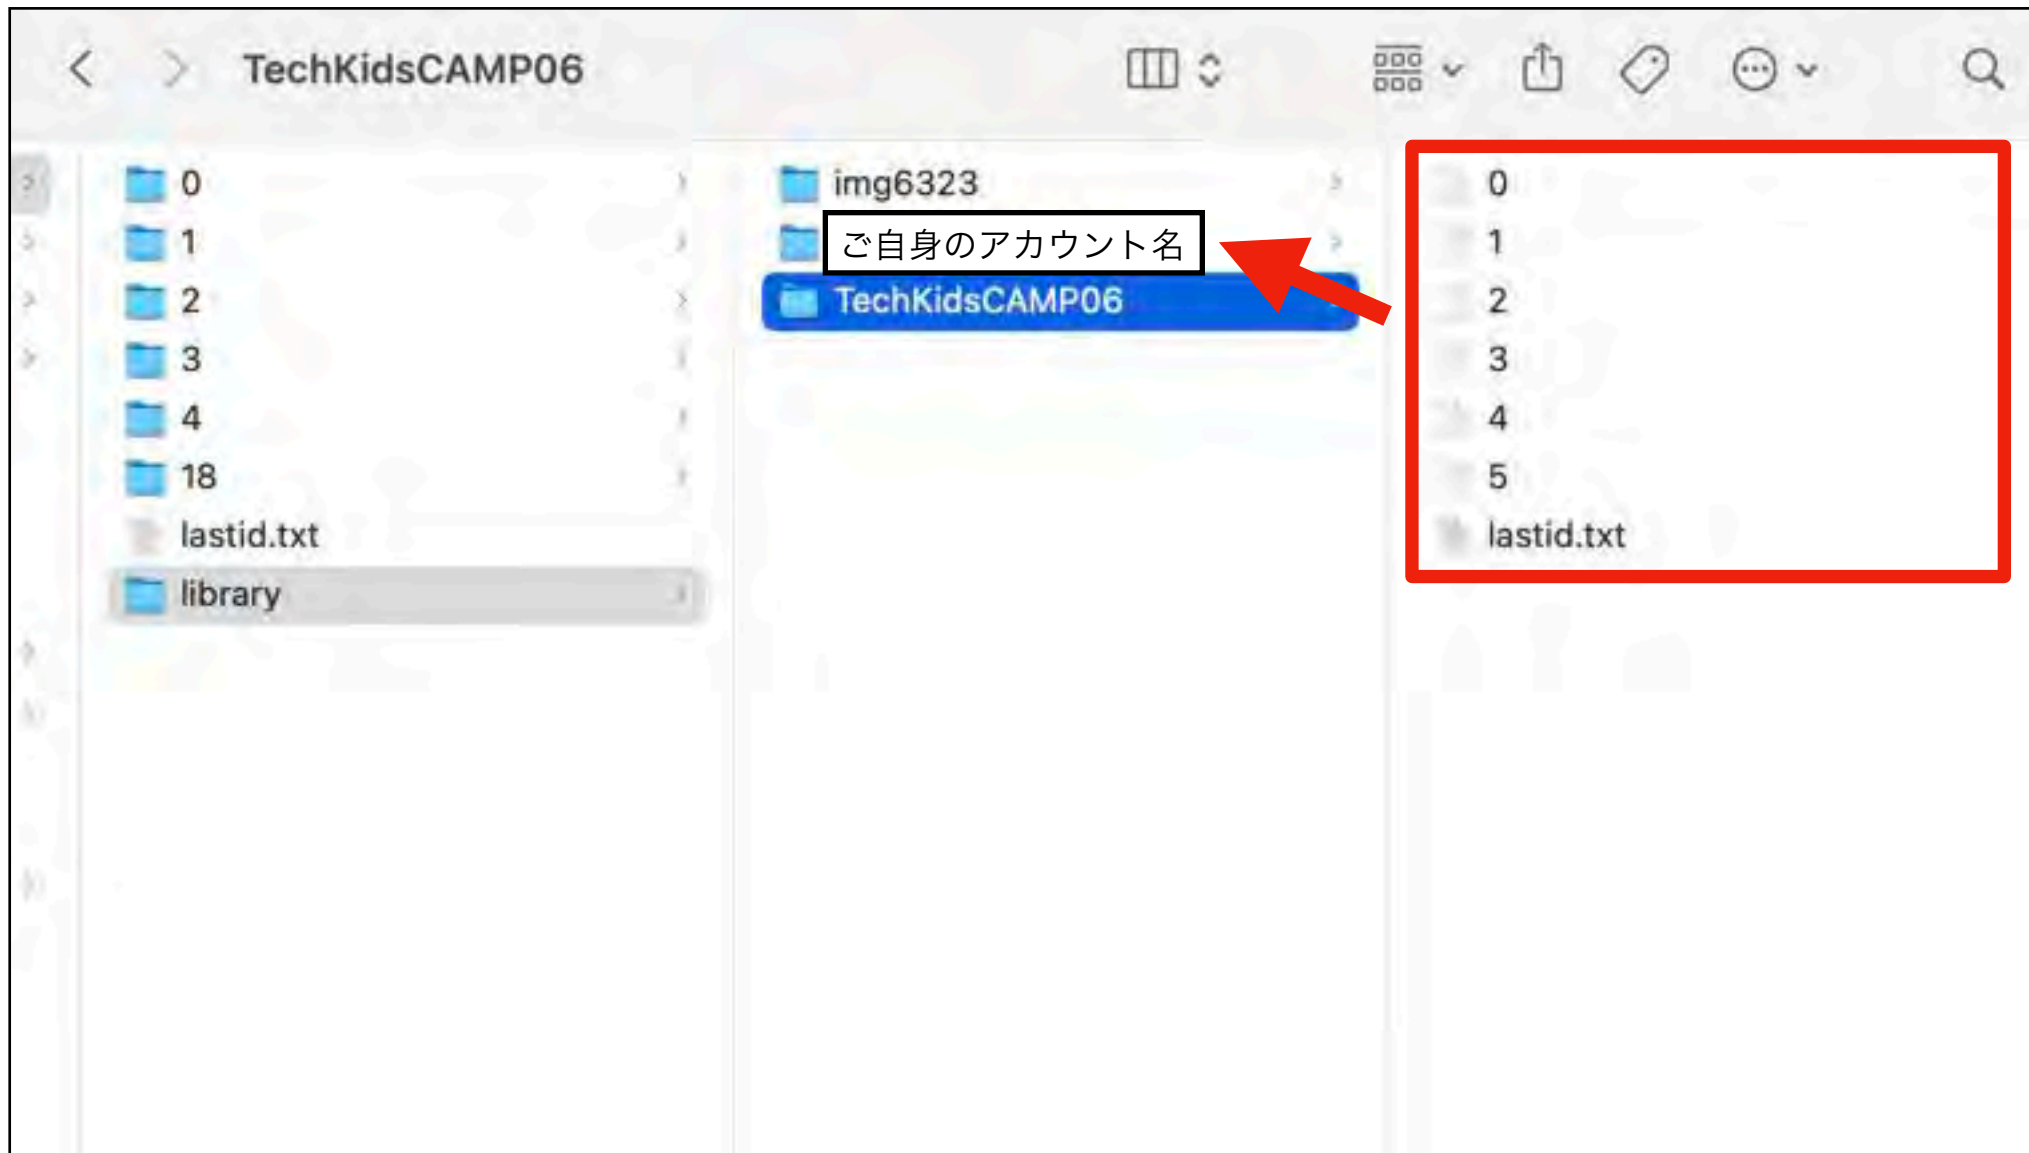 TechKidsCAMP06
0
1
2
3
4
18
lastid.txt
library
img6323
ご自身のアカウント名
TechKidsCAMP06
0
1
2
3
4
5
lastid.txt